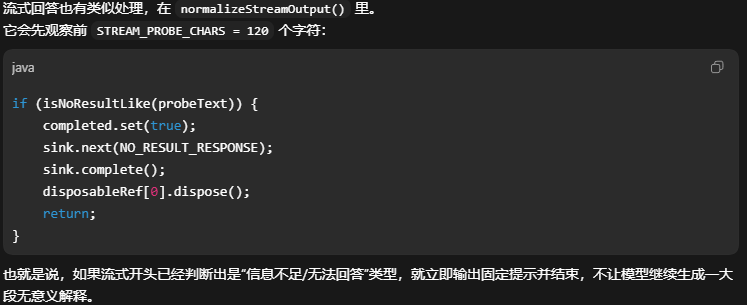 流式回答也有类似处理，在 normalizeStreamOutput() 里。
它会先观察前 STREAM_PROBE_CHARS = 120 个字符：
java
if (isNoResultLike(probeText)) {
    completed.set(true);
    sink.next(NO_RESULT_RESPONSE);
    sink.complete();
    disposableRef[0].dispose();
    return;
}
也就是说，如果流式开头已经判断出是“信息不足/无法回答”类型，就立即输出固定提示并结束，不让模型继续生成一大
段无意义解释。